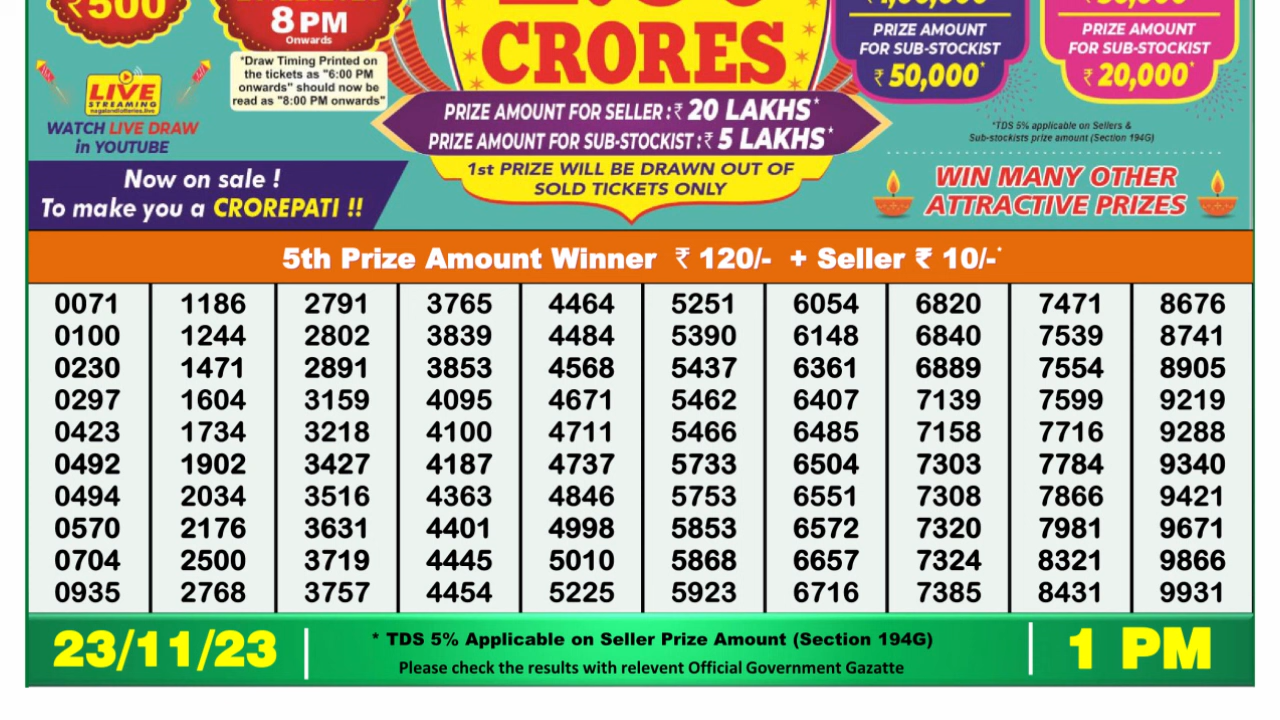 ₹500
8 PM
Onwards
*Draw Timing Printed on
the tickets as "6:00 PM
onwards" should now be
read as "8:00 PM onwards"
LIVE
STREAMING
nagalandlotteries.live
WATCH LIVE DRAW
in YOUTUBE
Now on sale !
To make you a CROREPATI !!
CRORES
PRIZE AMOUNT FOR SELLER :₹ 20 LAKHS*
PRIZE AMOUNT FOR SUB-STOCKIST :₹ 5 LAKHS*
1st PRIZE WILL BE DRAWN OUT OF
SOLD TICKETS ONLY
PRIZE AMOUNT
FOR SUB-STOCKIST
₹ 50,000*
PRIZE AMOUNT
FOR SUB-STOCKIST
₹ 20,000*
*TDS 5% applicable on Sellers &
Sub-stockists prize amount (Section 194G)
WIN MANY OTHER
ATTRACTIVE PRIZES
5th Prize Amount Winner ₹ 120/- + Seller ₹ 10/-*
0071 1186 2791 3765 4464 5251 6054 6820 7471 8676
0100 1244 2802 3839 4484 5390 6148 6840 7539 8741
0230 1471 2891 3853 4568 5437 6361 6889 7554 8905
0297 1604 3159 4095 4671 5462 6407 7139 7599 9219
0423 1734 3218 4100 4711 5466 6485 7158 7716 9288
0492 1902 3427 4187 4737 5733 6504 7303 7784 9340
0494 2034 3516 4363 4846 5753 6551 7308 7866 9421
0570 2176 3631 4401 4998 5853 6572 7320 7981 9671
0704 2500 3719 4445 5010 5868 6657 7324 8321 9866
0935 2768 3757 4454 5225 5923 6716 7385 8431 9931
23/11/23
* TDS 5% Applicable on Seller Prize Amount (Section 194G)
Please check the results with relevent Official Government Gazatte
1 PM